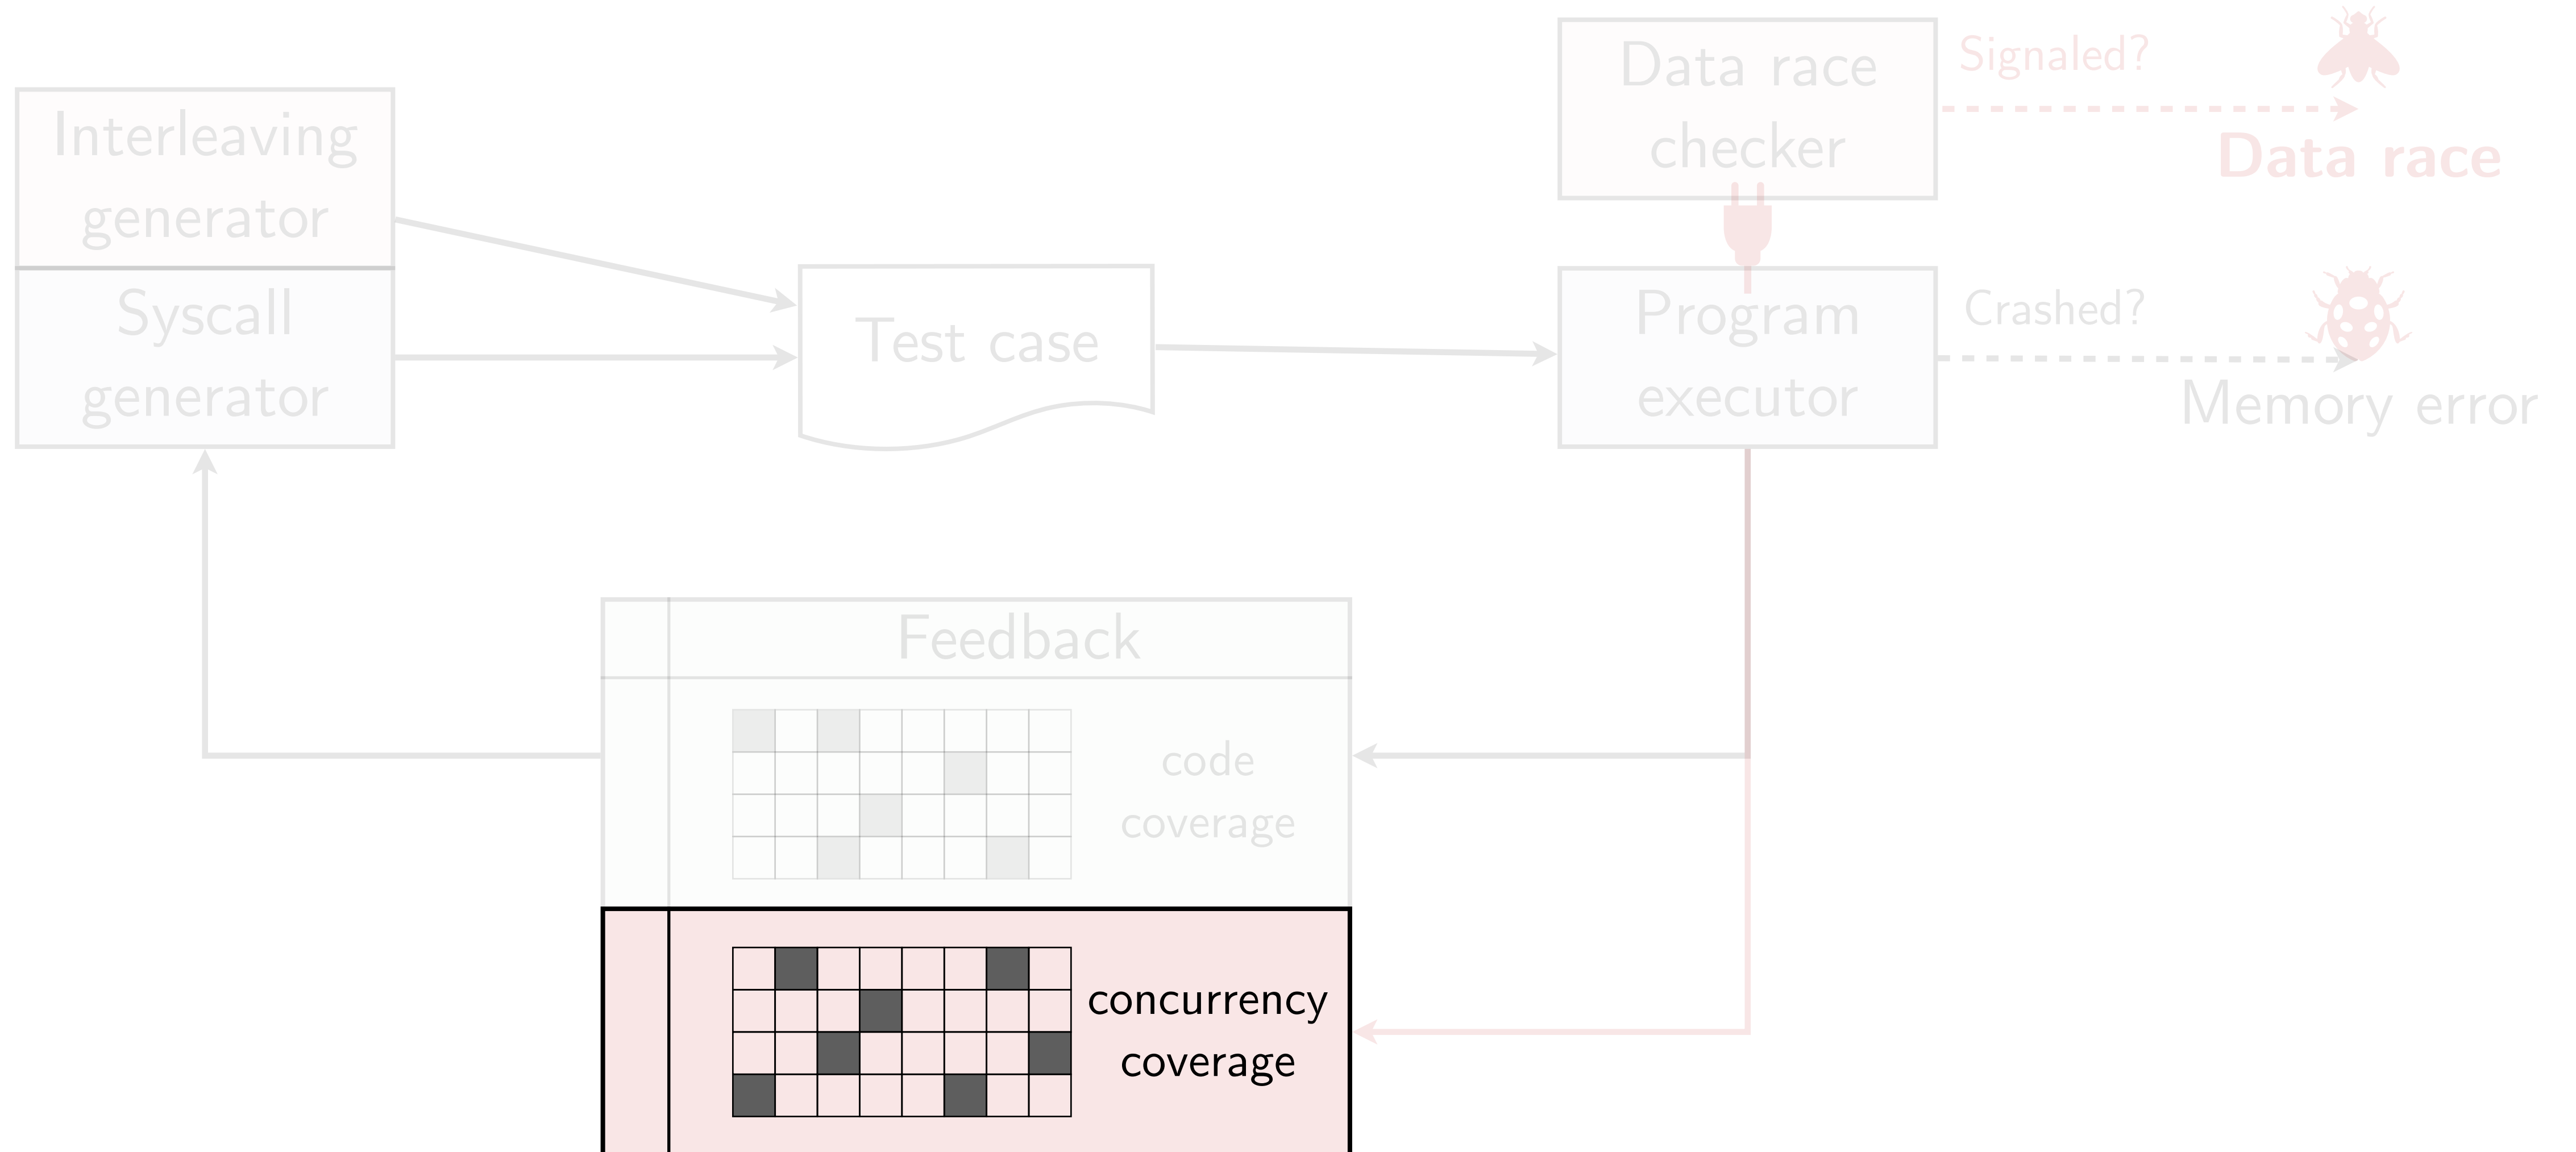 Interleaving
generator
Syscall
generator
Test case
Data race
checker
Signaled?
Data race
Program
executor
Crashed?
Memory error
Feedback
code
coverage
concurrency
coverage